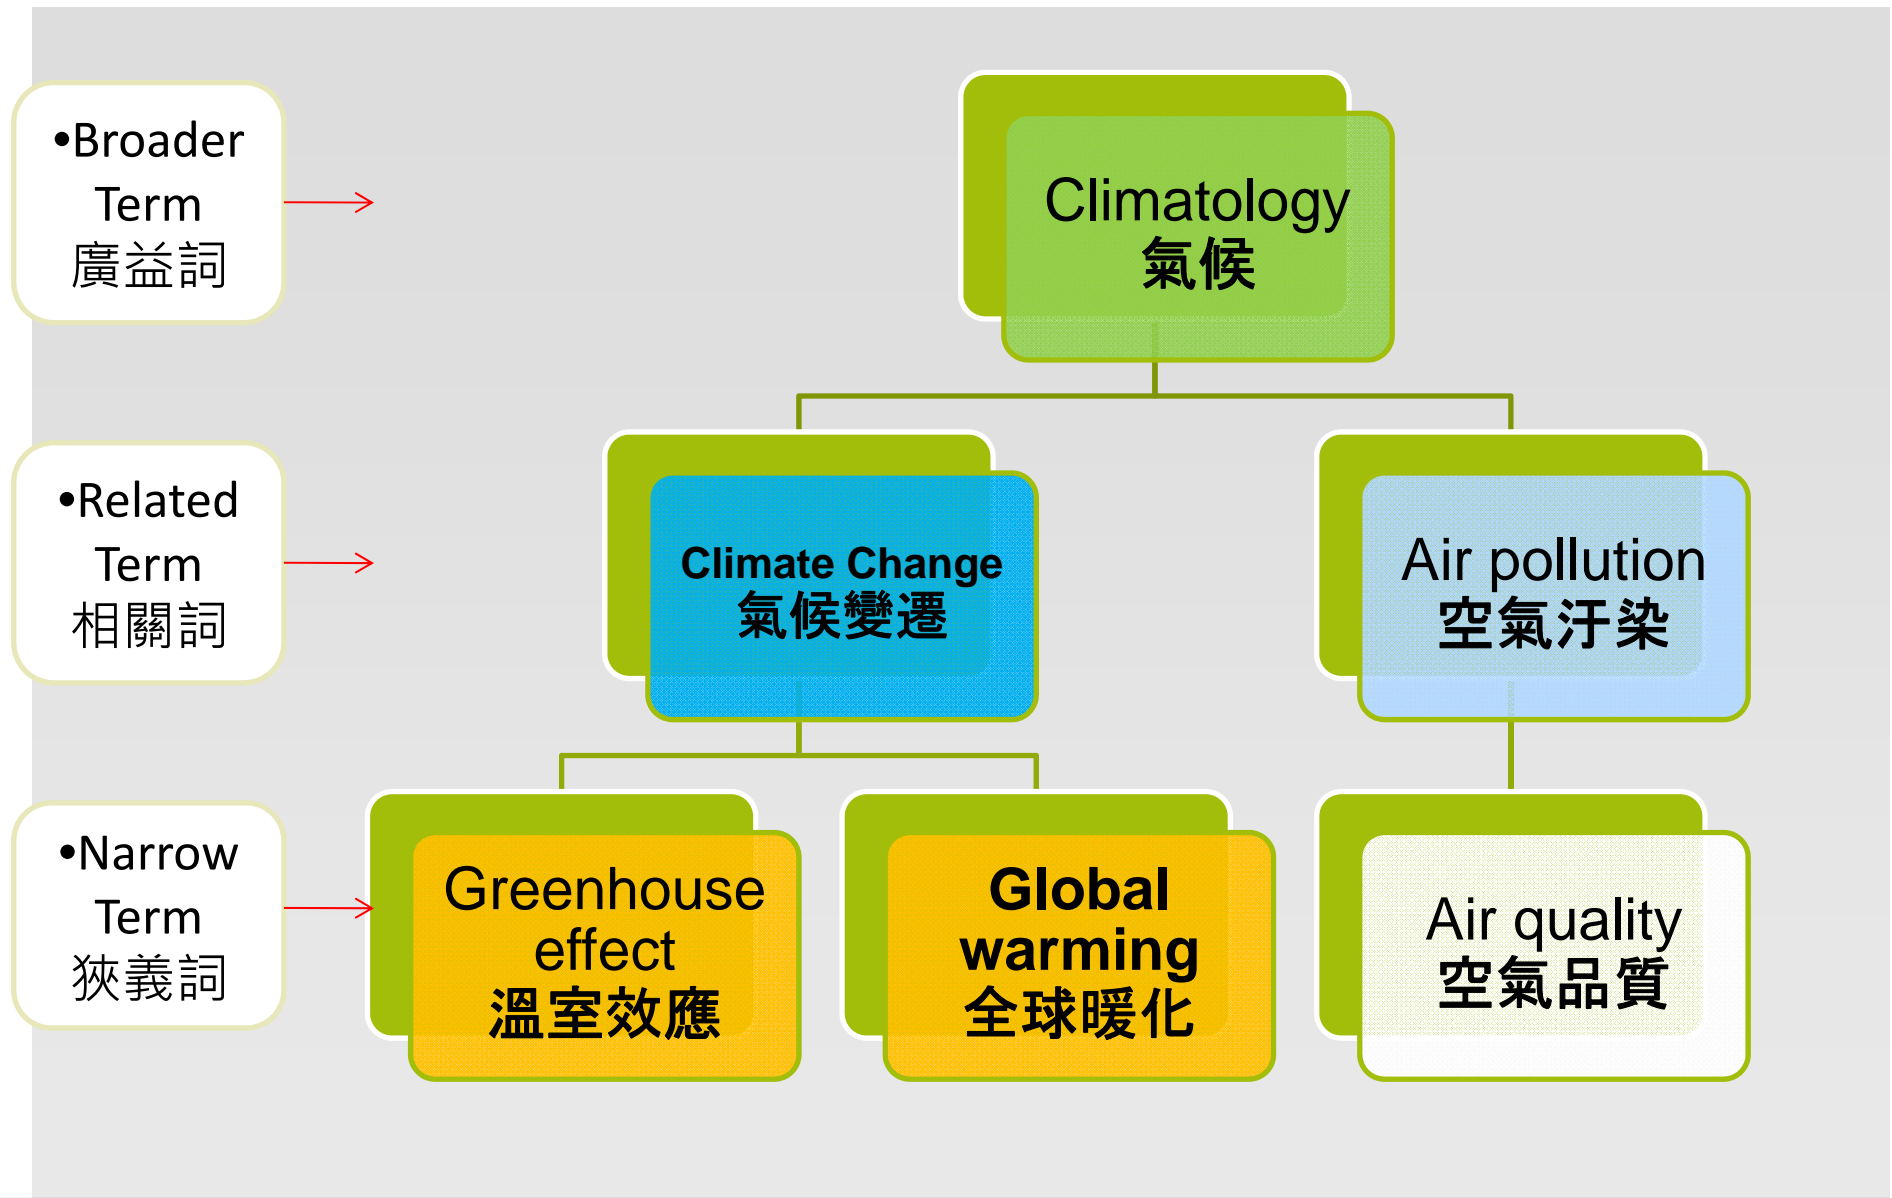 •Broader
Term
廣益詞
Climatology
氣候
•Related
Term
相關詞
Climate Change
氣候變遷
Air pollution
空氣汙染
•Narrow
Term
狹義詞
Greenhouse
effect
溫室效應
Global
warming
全球暖化
Air quality
空氣品質